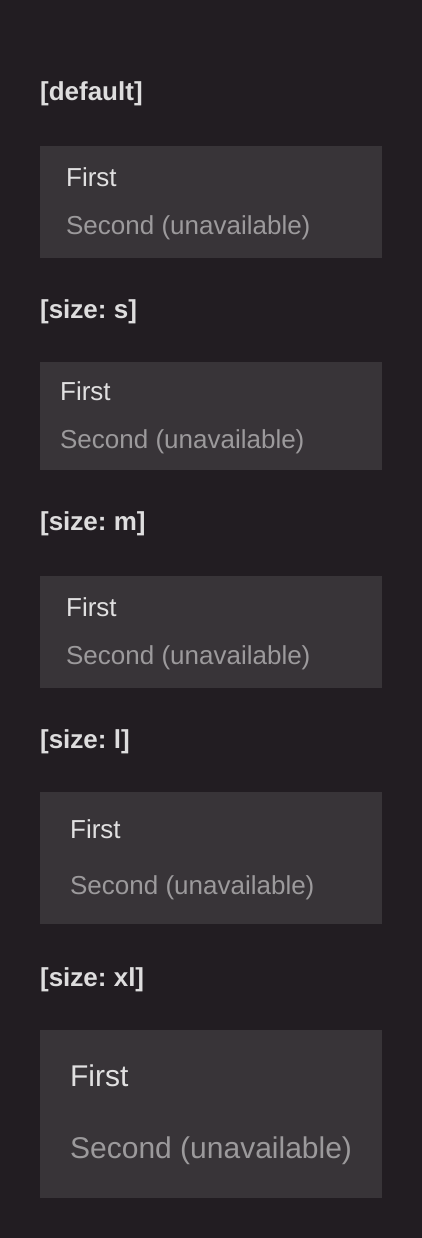 [default]
First
Second (unavailable)
[size: s]
First
Second (unavailable)
[size: m]
First
Second (unavailable)
[size: l]
First
Second (unavailable)
[size: xl]
First
Second (unavailable)